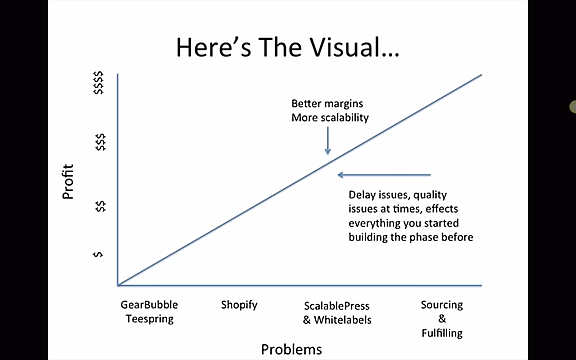 Here's The Visual...
$$$$
$$$
$$
$
Profit
Better margins
More scalability
Delay issues, quality
issues at times, effects
everything you started
building the phase before
GearBubble
Teespring
Shopify
ScalablePress
& Whitelabels
Sourcing
&
Fulfilling
Problems